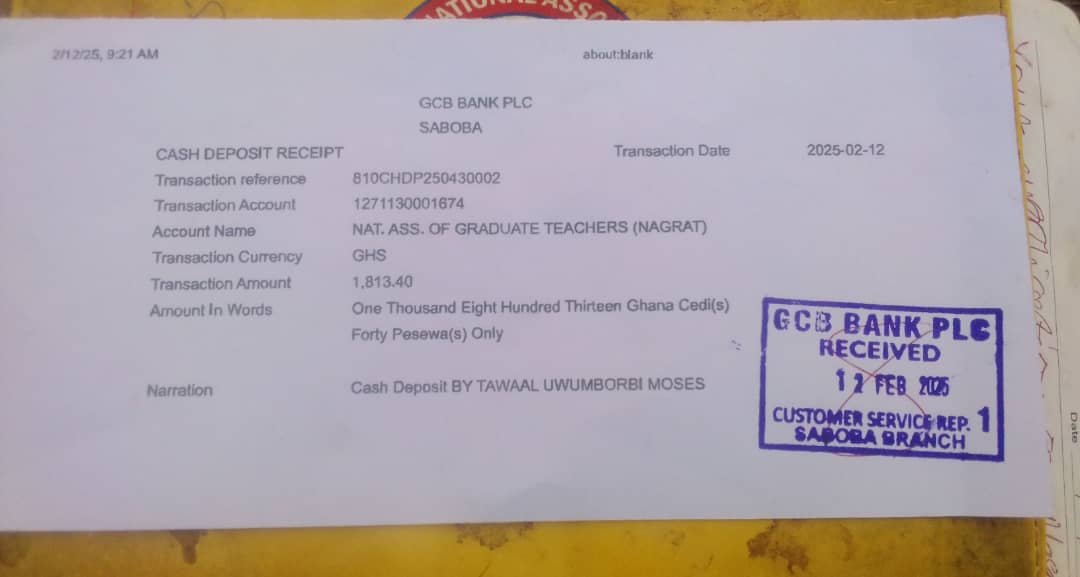 NATIONAL ASSO
2/12/25, 9:21 AM about:blank
GCB BANK PLC
SABOBA
CASH DEPOSIT RECEIPT Transaction Date 2025-02-12
Transaction reference 810CHDP250430002
Transaction Account 1271130001674
Account Name NAT. ASS. OF GRADUATE TEACHERS (NAGRAT)
Transaction Currency GHS
Transaction Amount 1,813.40
Amount In Words One Thousand Eight Hundred Thirteen Ghana Cedi(s)
Forty Pesewa(s) Only
Narration Cash Deposit BY TAWAAL UWUMBORBI MOSES
GCB BANK PLC
RECEIVED
12 FEB 2025
CUSTOMER SERVICE REP. 1
SABOBA BRANCH
Date